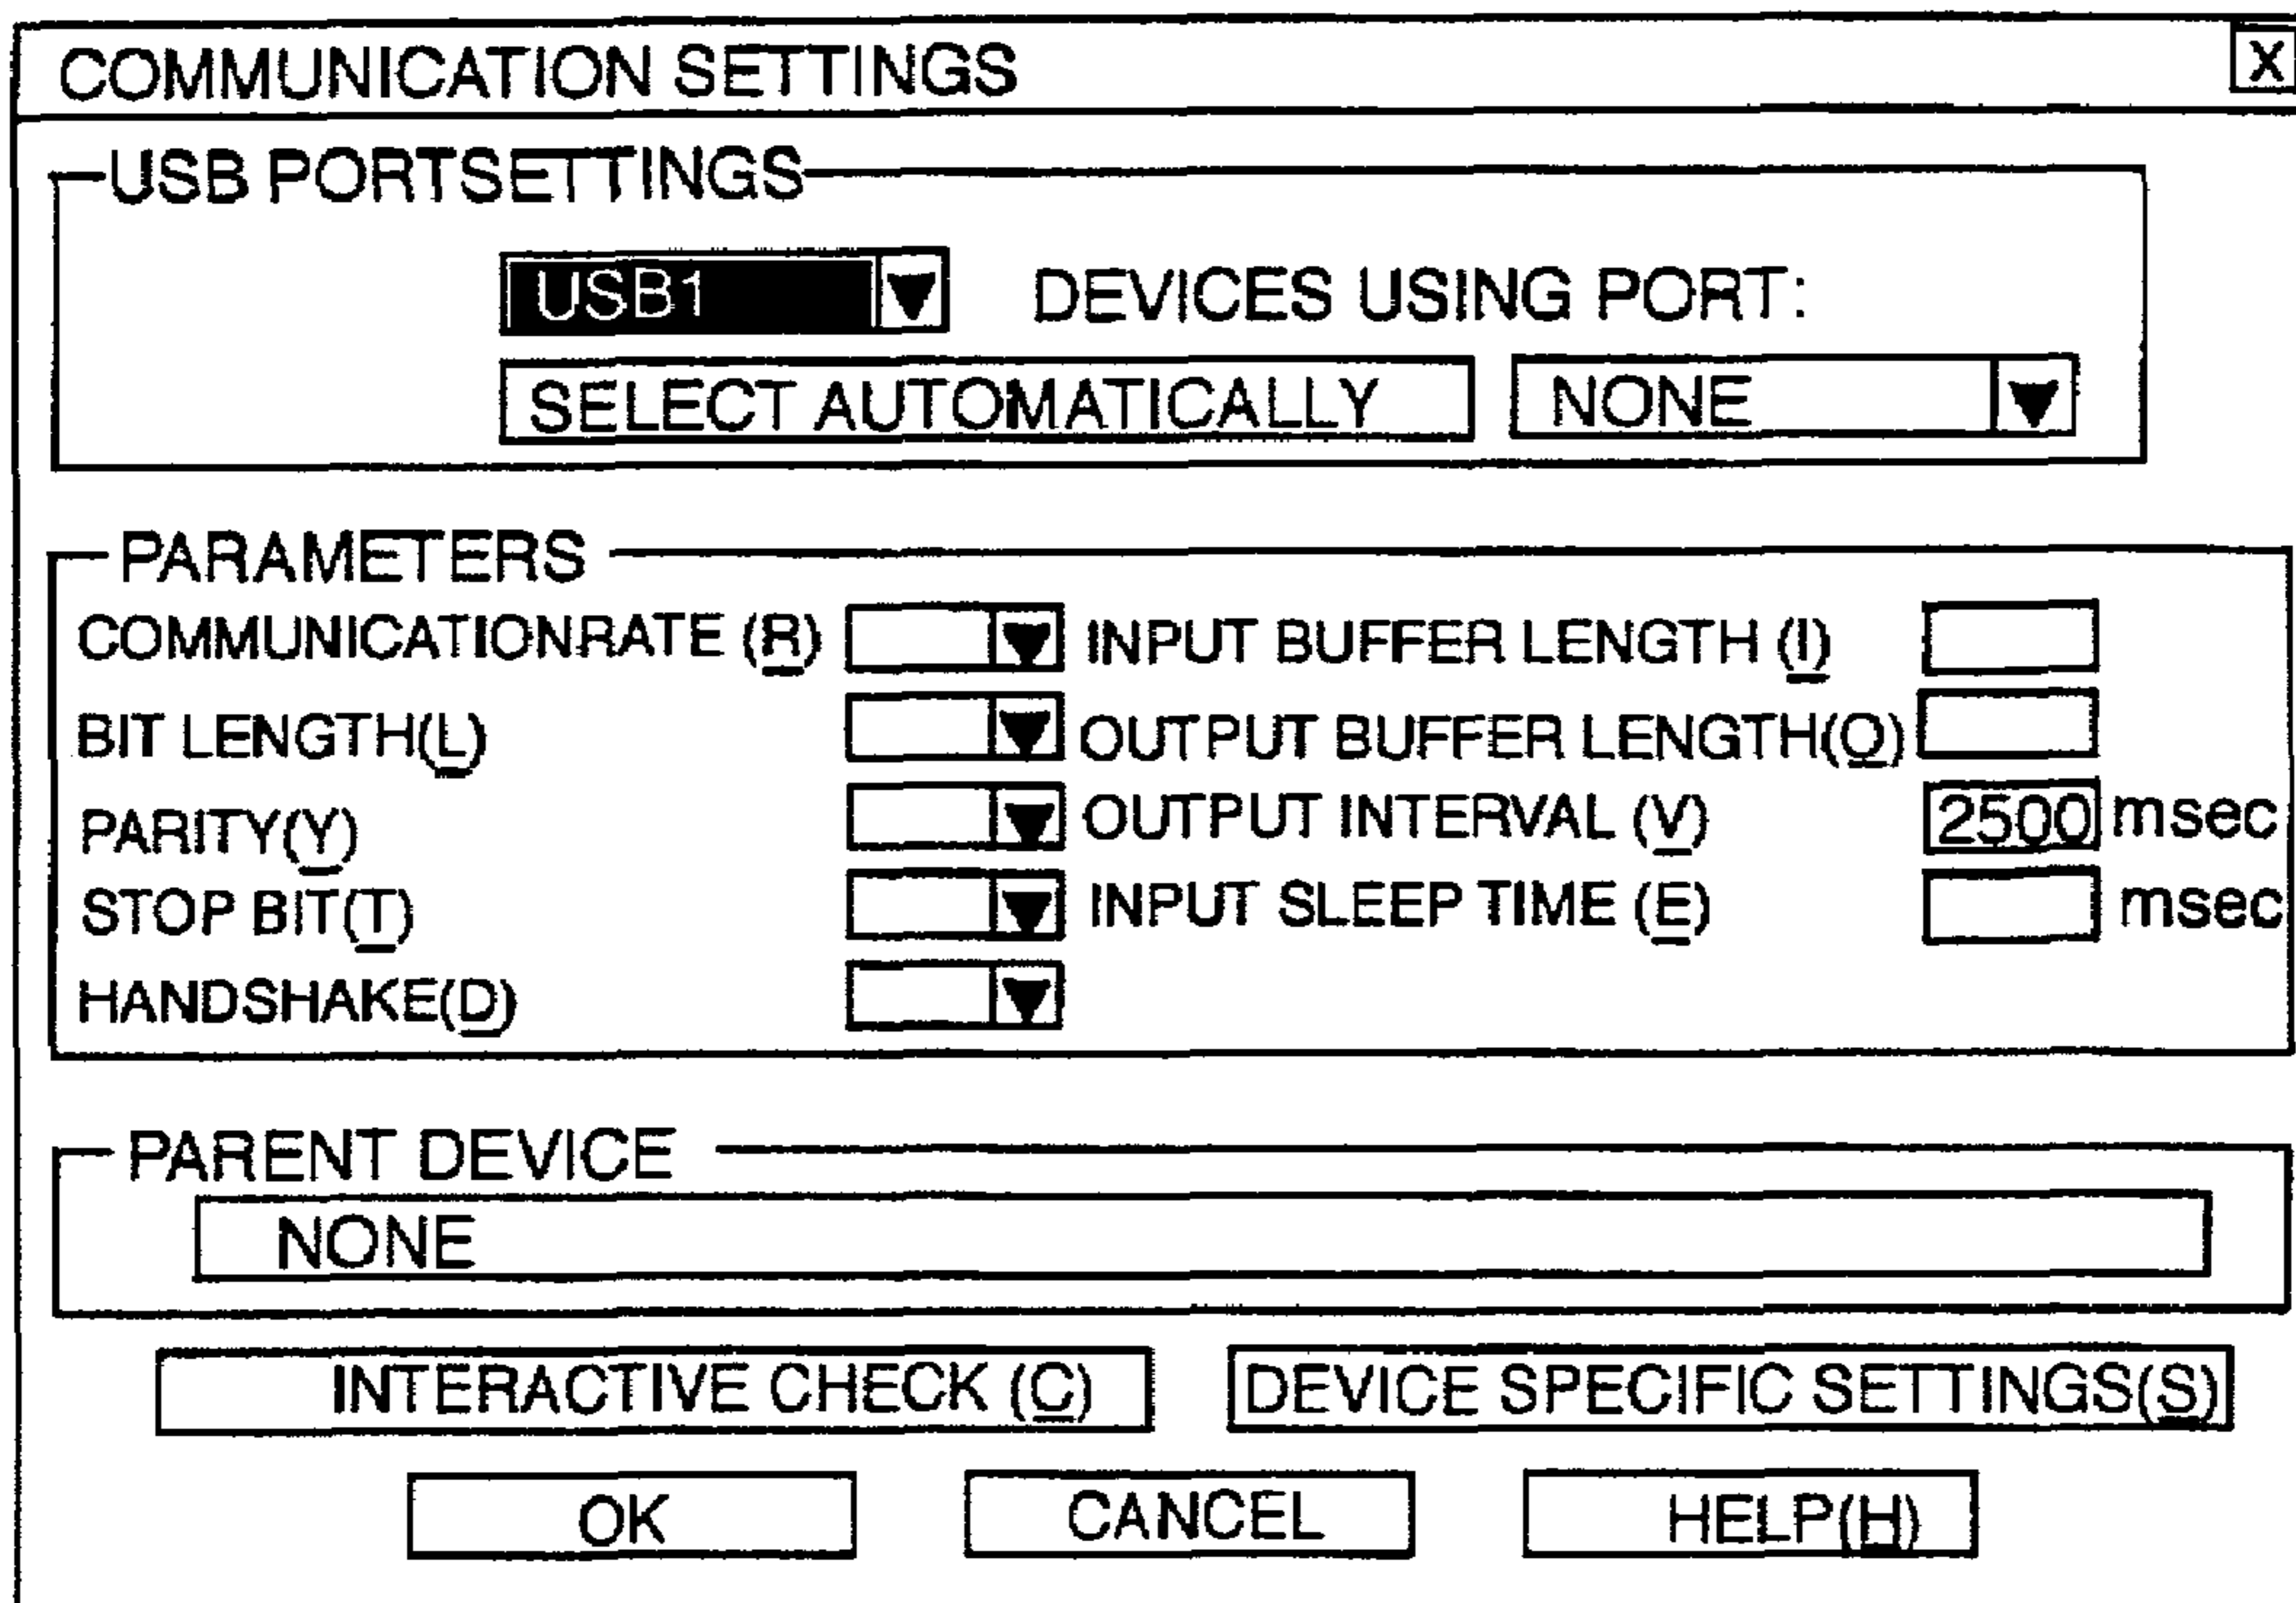 COMMUNICATION SETTINGS X
USB PORTSETTINGS
USB1 DEVICES USING PORT:
SELECT AUTOMATICALLY NONE
PARAMETERS
COMMUNICATIONRATE (R) INPUT BUFFER LENGTH (I)
BIT LENGTH(L) OUTPUT BUFFER LENGTH(O)
PARITY(Y) OUTPUT INTERVAL (V) 2500 msec
STOP BIT(T) INPUT SLEEP TIME (E) msec
HANDSHAKE(D)
PARENT DEVICE
NONE
INTERACTIVE CHECK (C) DEVICE SPECIFIC SETTINGS(S)
OK CANCEL HELP(H)